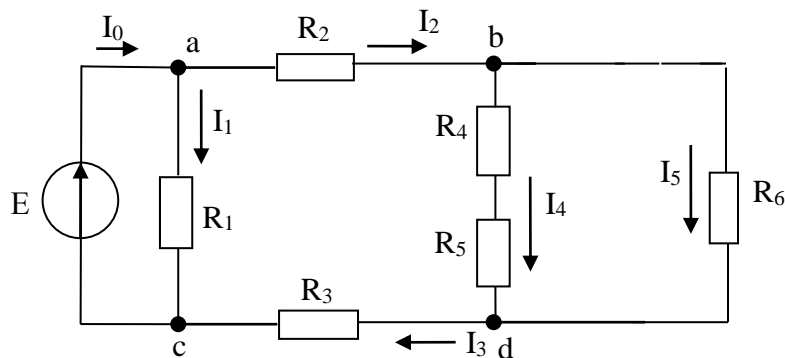 I₀ a R₂ I₂ b
I₁ R₄
E R₁ I₄ I₅ R₆
R₅
R₃
c I₃ d